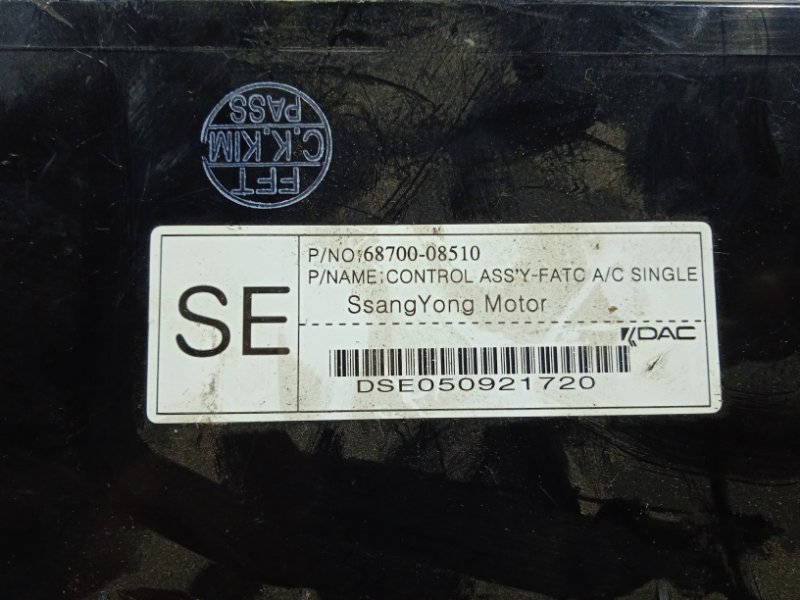 FFT
C.K.KIM
PASS
SE
P/NO;68700-08510
P/NAME;CONTROL ASS'Y-FATC A/C SINGLE
SsangYong Motor
DAC
DSE050921720